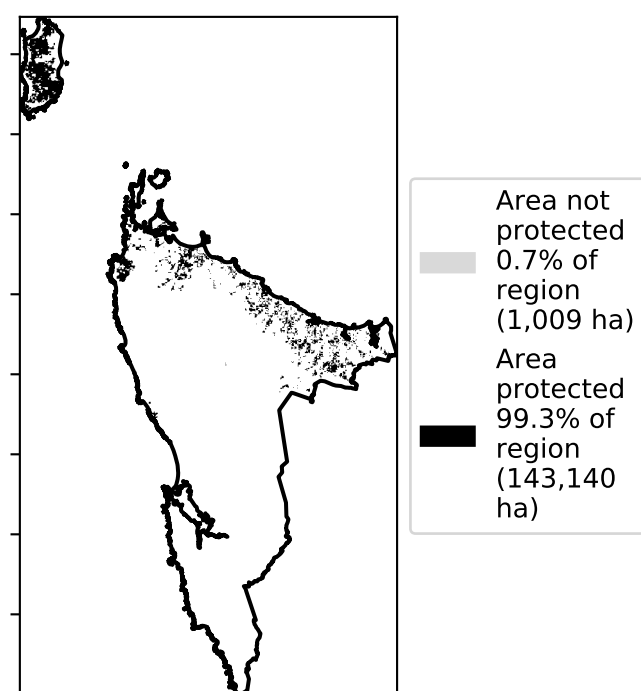 Area not
protected
0.7% of
region
(1,009 ha)
Area
protected
99.3% of
region
(143,140
ha)